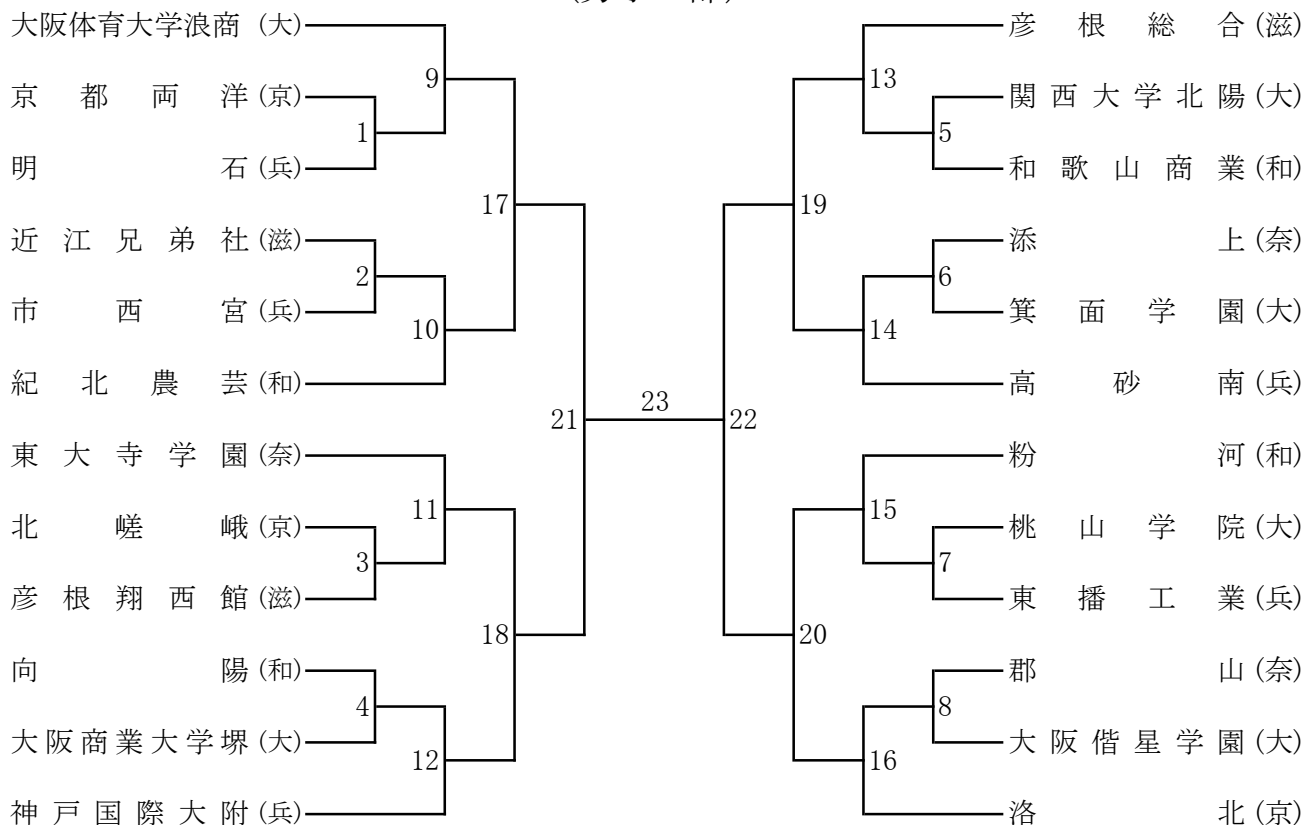 大阪体育大学浪商 (大)
彦根総合 (滋)
9
13
京都両洋 (京)
関西大学北陽 (大)
1
5
明石 (兵)
和歌山商業 (和)
17
19
近江兄弟社 (滋)
添上 (奈)
2
6
市西宮 (兵)
箕面学園 (大)
10
14
紀北農芸 (和)
高砂南 (兵)
21
23
22
東大寺学園 (奈)
粉河 (和)
11
15
北嵯峨 (京)
桃山学院 (大)
3
7
彦根翔西館 (滋)
東播工業 (兵)
18
20
向陽 (和)
郡山 (奈)
4
8
大阪商業大学堺 (大)
大阪偕星学園 (大)
12
16
神戸国際大附 (兵)
洛北 (京)